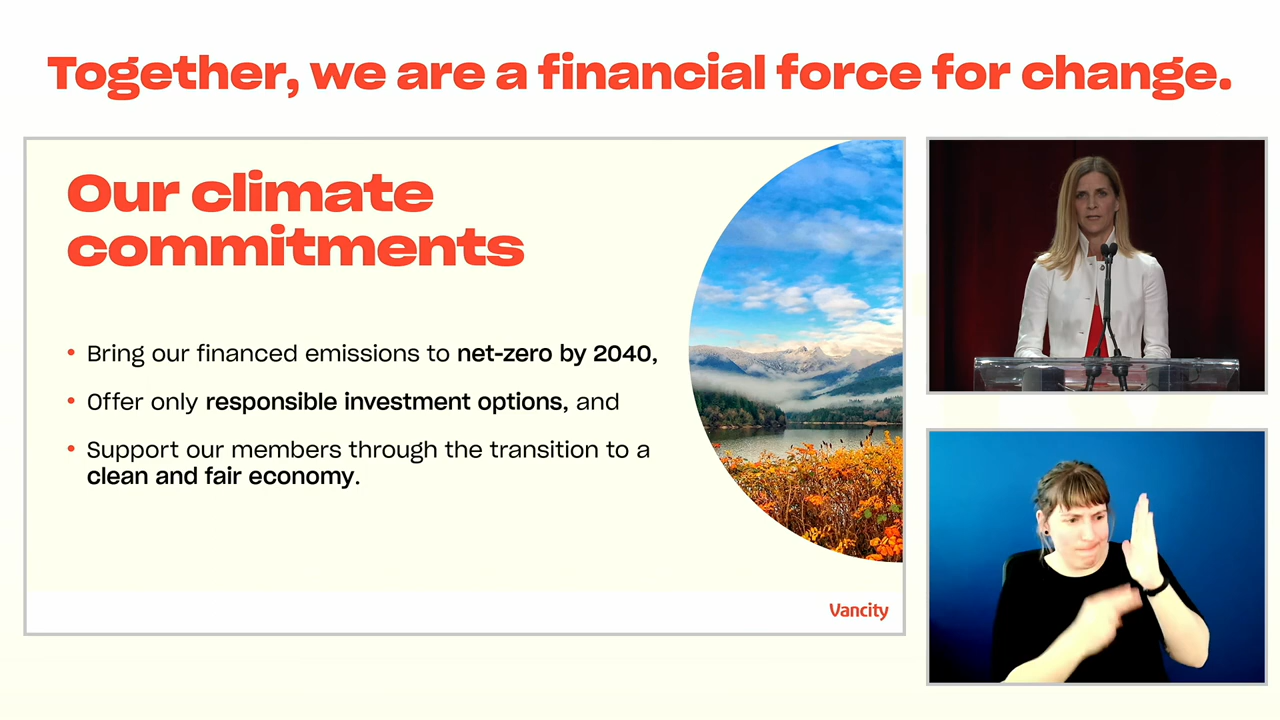 Together, we are a financial force for change.
Our climate
commitments
• Bring our financed emissions to net-zero by 2040,
• Offer only responsible investment options, and
• Support our members through the transition to a
clean and fair economy.
Vancity